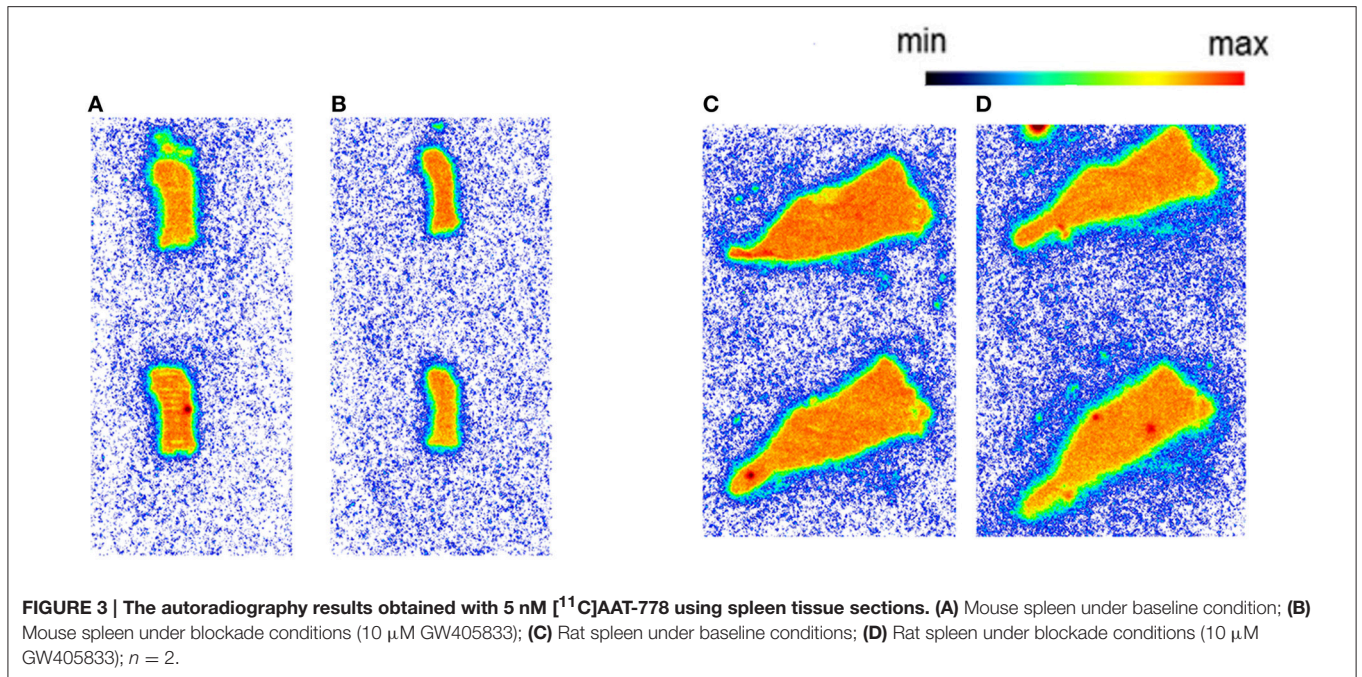 min max
A B C D
FIGURE 3 | The autoradiography results obtained with 5 nM [¹¹C]AAT-778 using spleen tissue sections. (A) Mouse spleen under baseline condition; (B)
Mouse spleen under blockade conditions (10 μM GW405833); (C) Rat spleen under baseline conditions; (D) Rat spleen under blockade conditions (10 μM
GW405833); n = 2.